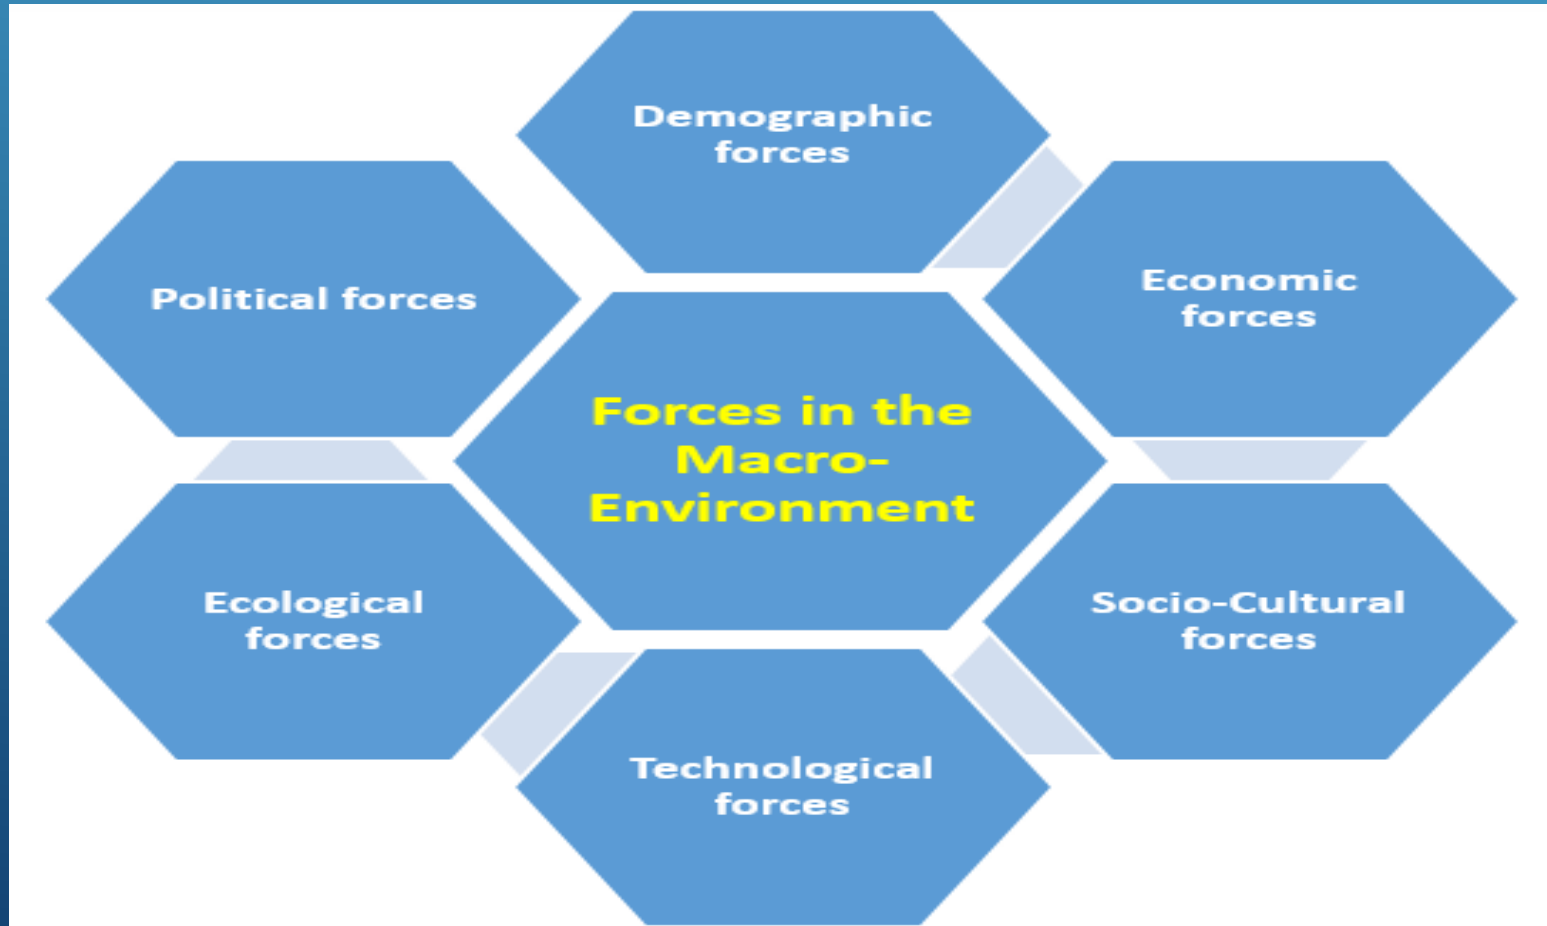 Demographic
forces
Political forces
Economic
forces
Forces in the
Macro-
Environment
Ecological
forces
Socio-Cultural
forces
Technological
forces